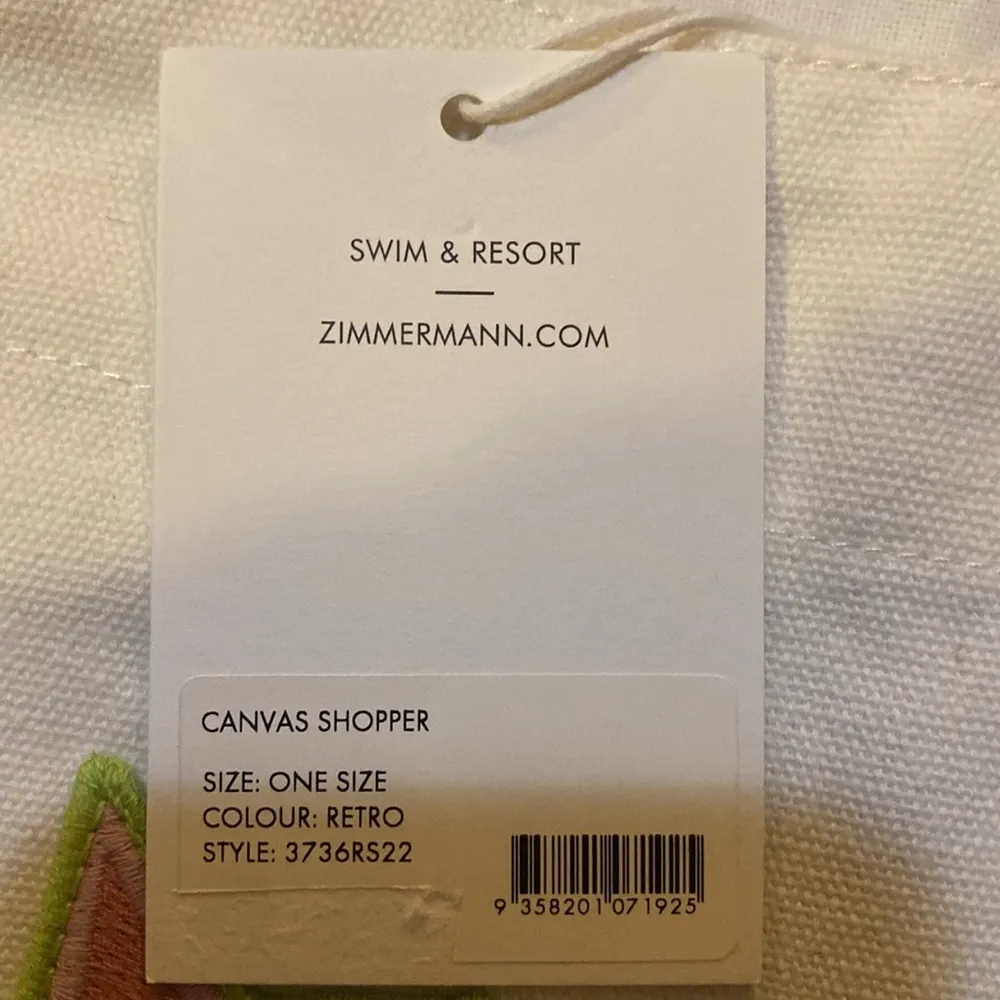 SWIM & RESORT
ZIMMERMANN.COM
CANVAS SHOPPER
SIZE: ONE SIZE
COLOUR: RETRO
STYLE: 3736RS22
9 358201 071925